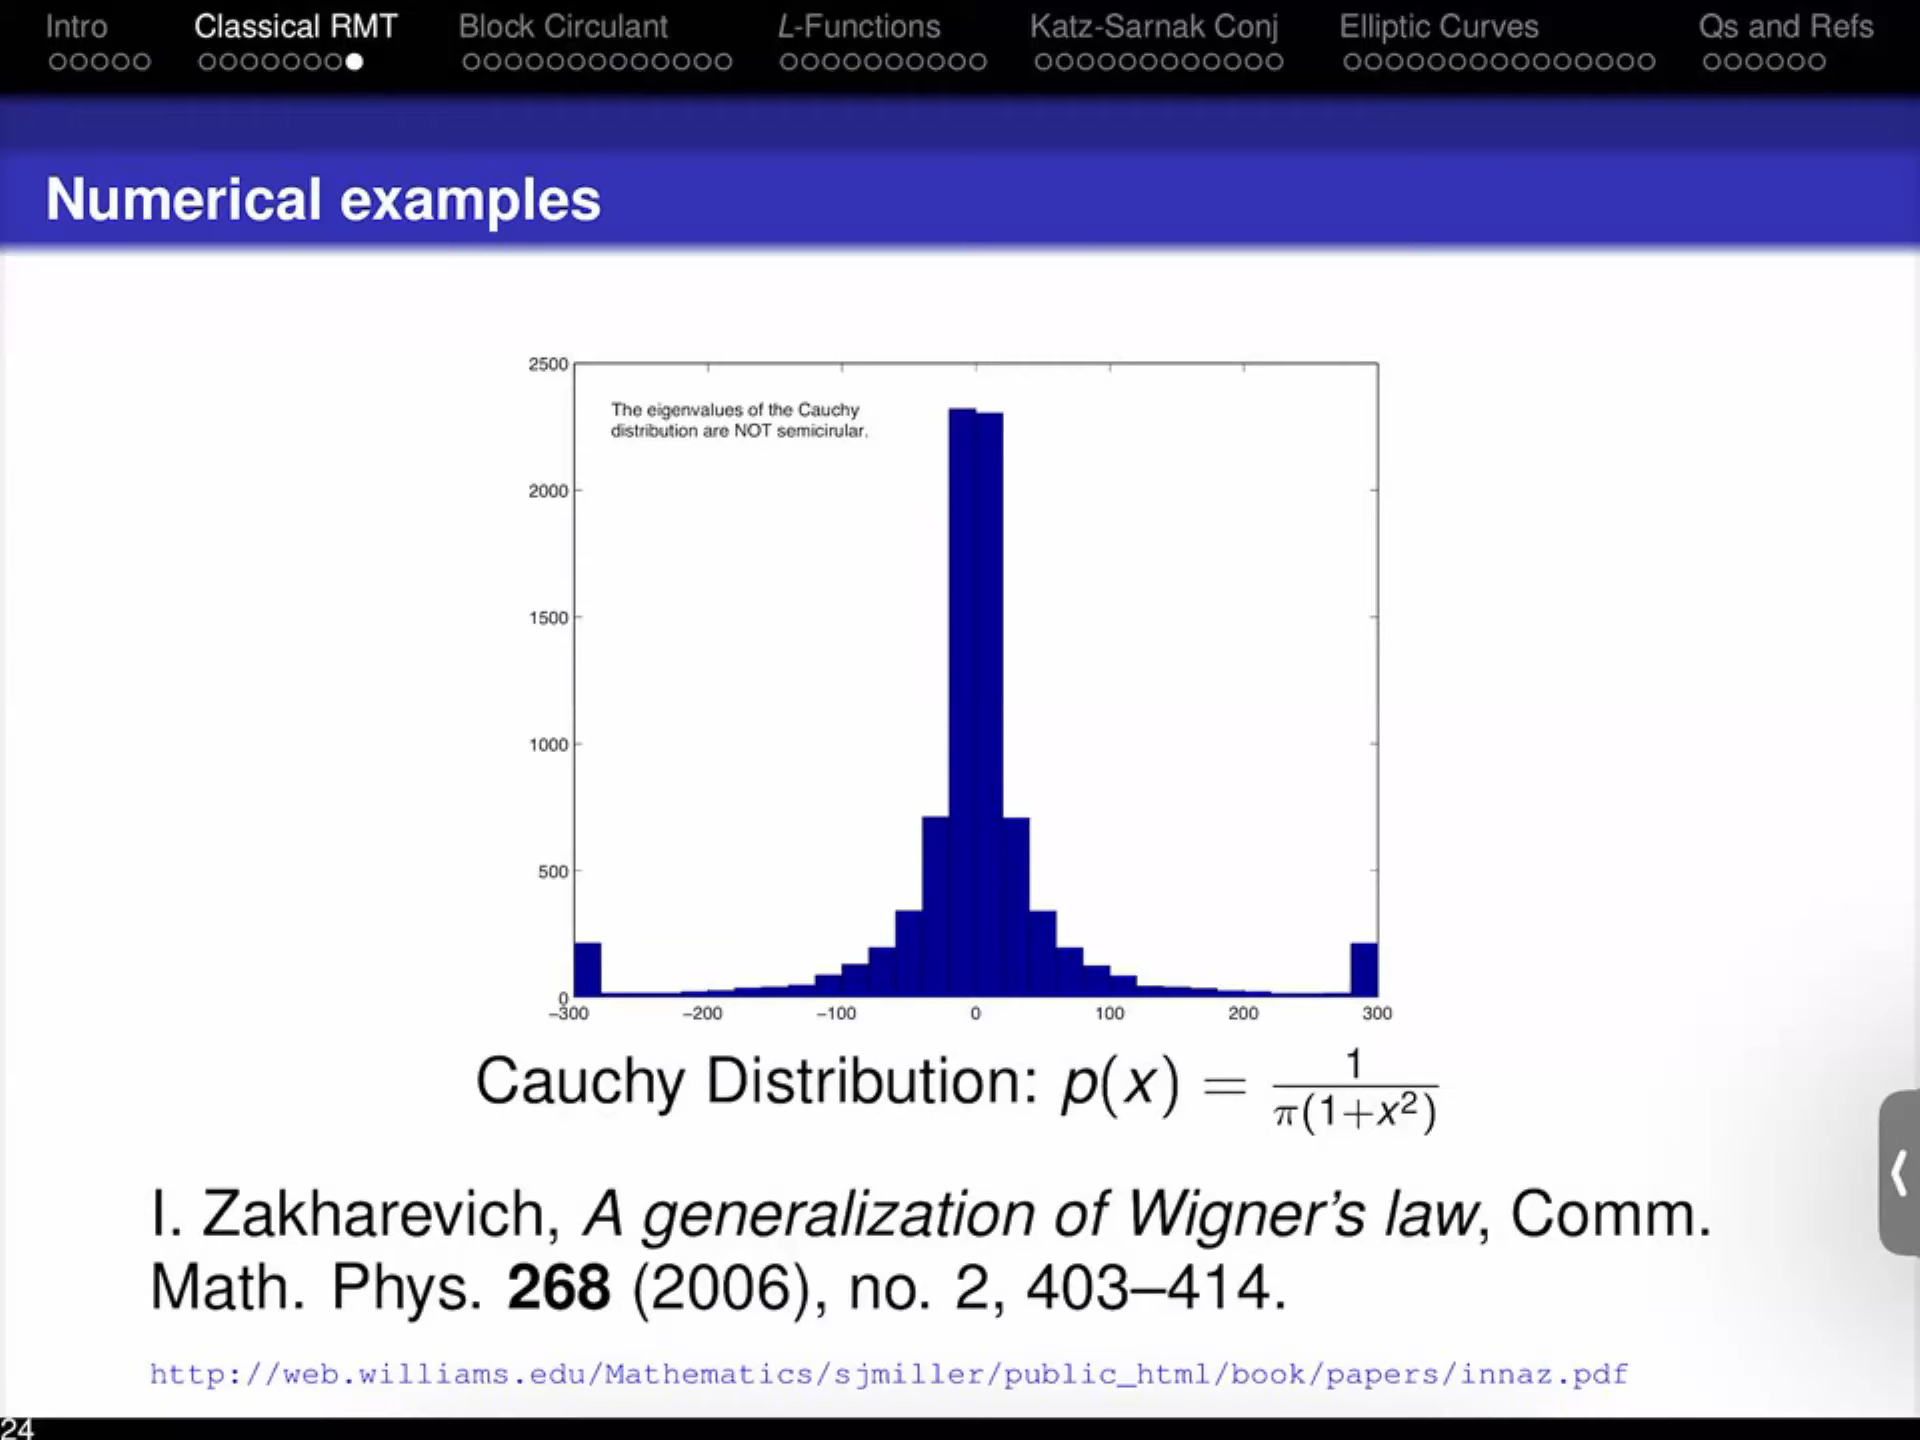 Intro Classical RMT Block Circulant L-Functions Katz-Sarnak Conj Elliptic Curves Qs and Refs
Numerical examples
2500
The eigenvalues of the Cauchy
distribution are NOT semicirular.
2000
1500
1000
500
0
−300 −200 −100 0 100 200 300
Cauchy Distribution: p(x) = 1/π(1+x²)
I. Zakharevich, A generalization of Wigner's law, Comm.
Math. Phys. 268 (2006), no. 2, 403–414.
http://web.williams.edu/Mathematics/sjmiller/public_html/book/papers/innaz.pdf
24